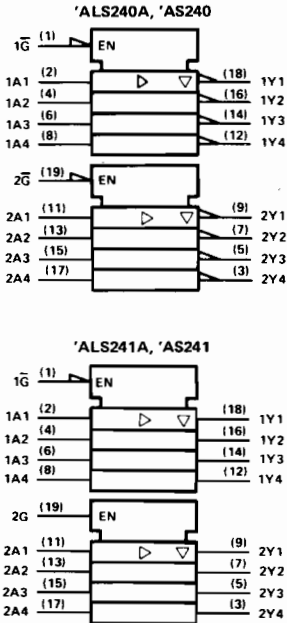 'ALS240A, 'AS240
1G̅ (1) EN
1A1 (2) (18) 1Y1
1A2 (4) (16) 1Y2
1A3 (6) (14) 1Y3
1A4 (8) (12) 1Y4
2G̅ (19) EN
2A1 (11) (9) 2Y1
2A2 (13) (7) 2Y2
2A3 (15) (5) 2Y3
2A4 (17) (3) 2Y4
'ALS241A, 'AS241
1G̅ (1) EN
1A1 (2) (18) 1Y1
1A2 (4) (16) 1Y2
1A3 (6) (14) 1Y3
1A4 (8) (12) 1Y4
2G (19) EN
2A1 (11) (9) 2Y1
2A2 (13) (7) 2Y2
2A3 (15) (5) 2Y3
2A4 (17) (3) 2Y4